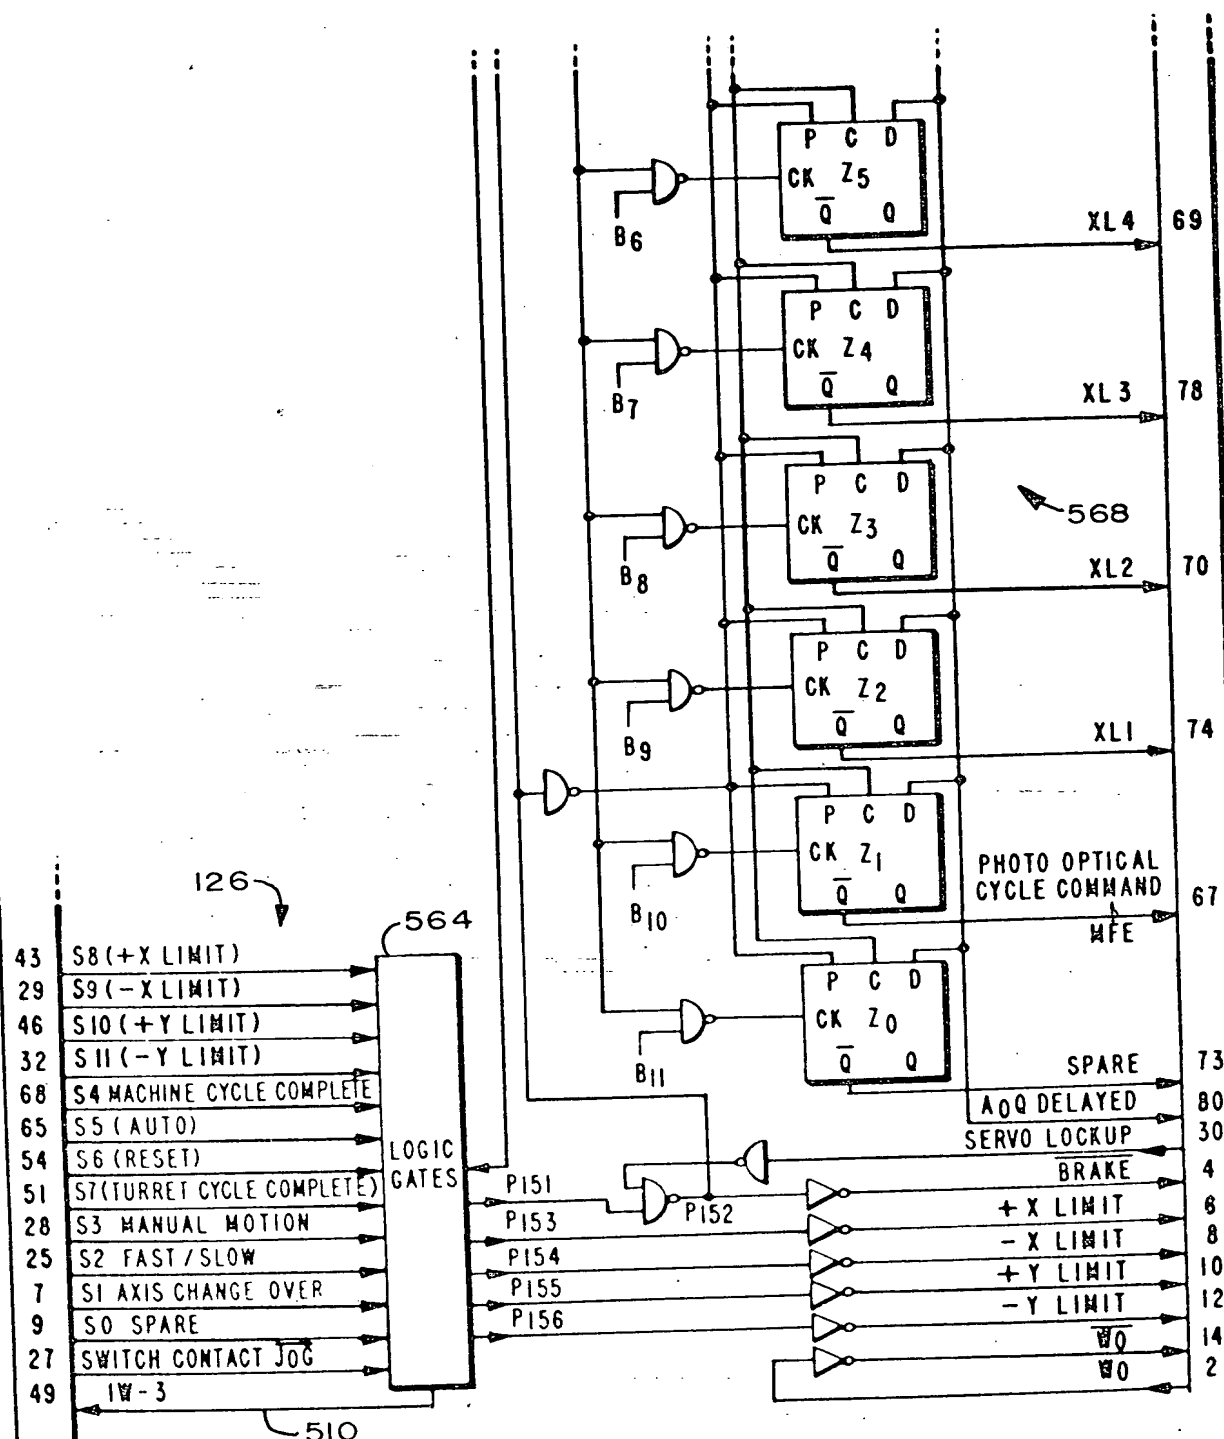 P C D
CK Z5
Q̅ Q
B6
XL4 69
P C D
CK Z4
Q̅ Q
B7
XL3 78
P C D
CK Z3
Q̅ Q
568
B8
XL2 70
P C D
CK Z2
Q̅ Q
B9
XL1 74
P C D
CK Z1
Q̅ Q
B10
PHOTO OPTICAL
CYCLE COMMAND
67
MFE
P C D
CK Z0
Q̅ Q
B11
SPARE 73
A0Q DELAYED 80
SERVO LOCKUP 30
B̅R̅A̅K̅E̅ 4
+X LIMIT 6
-X LIMIT 8
+Y LIMIT 10
-Y LIMIT 12
W̅0̅ 14
W0 2
126
564
43 S8 (+X LIMIT)
29 S9 (-X LIMIT)
46 S10 (+Y LIMIT)
32 S11 (-Y LIMIT)
68 S4 MACHINE CYCLE COMPLETE
65 S5 (AUTO)
54 S6 (RESET)
51 S7 (TURRET CYCLE COMPLETE)
28 S3 MANUAL MOTION
25 S2 FAST/SLOW
7 S1 AXIS CHANGE OVER
9 S0 SPARE
27 SWITCH CONTACT J̅O̅G̅
49 IW-3
510
LOGIC
GATES
P151
P152
P153
P154
P155
P156